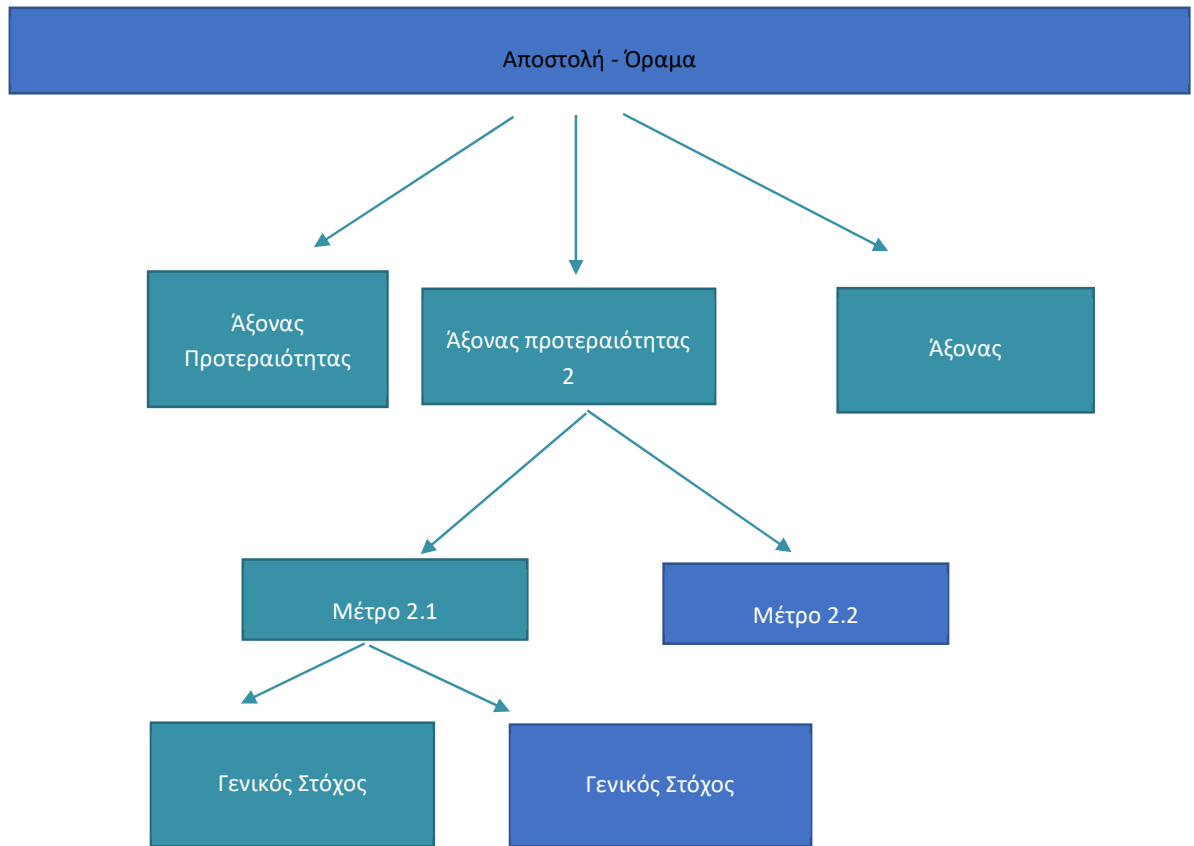 Αποστολή - Όραμα
Άξονας
Προτεραιότητας
Άξονας προτεραιότητας
2
Άξονας
Μέτρο 2.1
Μέτρο 2.2
Γενικός Στόχος
Γενικός Στόχος